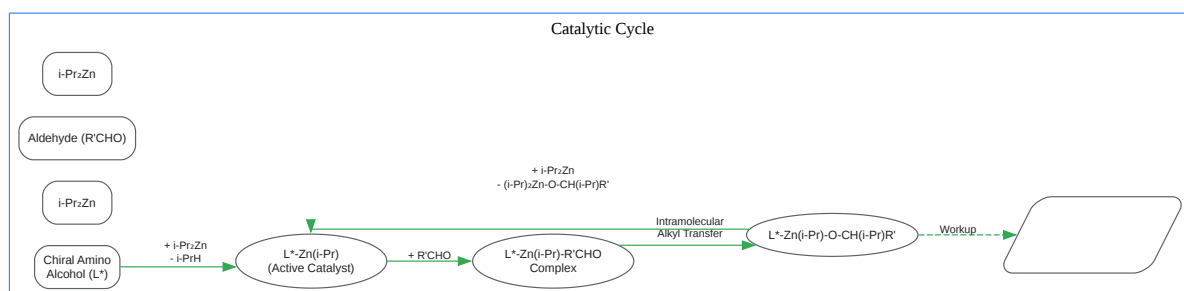 Catalytic Cycle
i-Pr₂Zn
Aldehyde (R'CHO)
i-Pr₂Zn
Chiral Amino
Alcohol (L*)
+ i-Pr₂Zn
- i-PrH
L*-Zn(i-Pr)
(Active Catalyst)
+ R'CHO
L*-Zn(i-Pr)-R'CHO
Complex
+ i-Pr₂Zn
- (i-Pr)₂Zn-O-CH(i-Pr)R'
Intramolecular
Alkyl Transfer
L*-Zn(i-Pr)-O-CH(i-Pr)R'
Workup